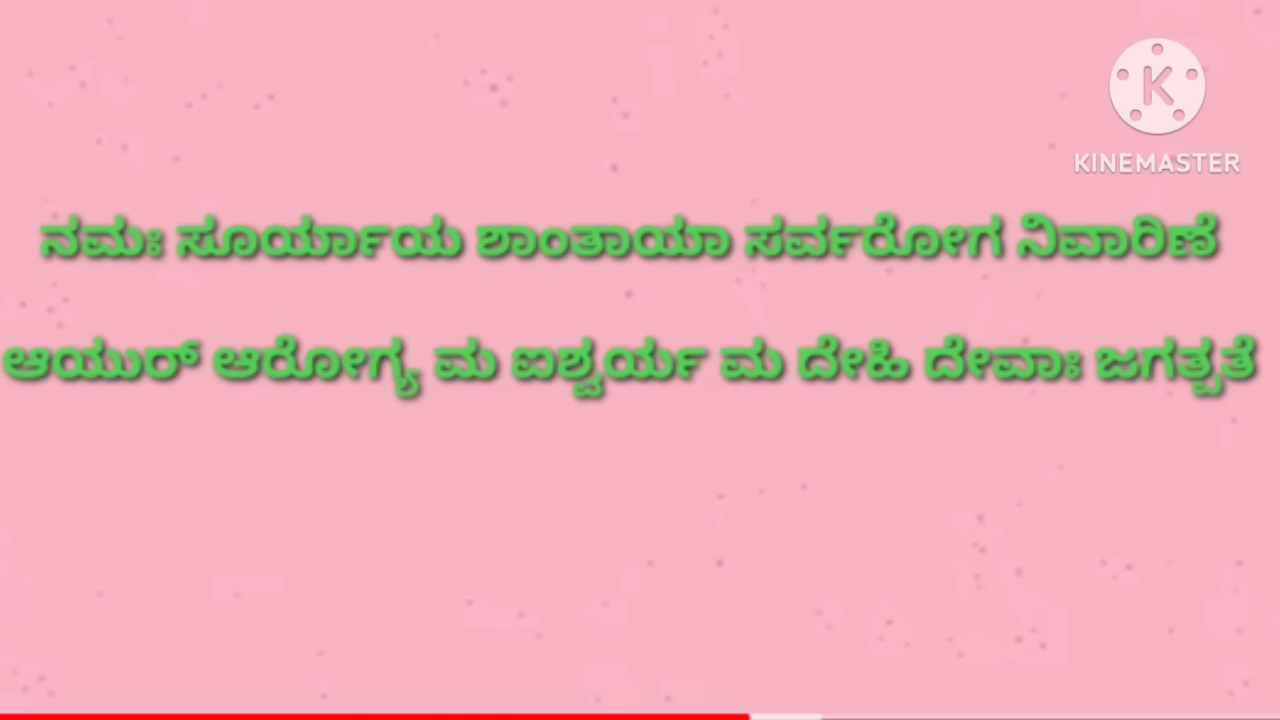 KINEMASTER
ನಮಃ ಸೂರ್ಯಾಯ ಶಾಂತಾಯಾ ಸರ್ವರೋಗ ನಿವಾರಿಣೆ
ಆಯುರ್ ಆರೋಗ್ಯ ಮ ಐಶ್ವರ್ಯ ಮ ದೇಹಿ ದೇವಾಃ ಜಗತ್ಪತೆ